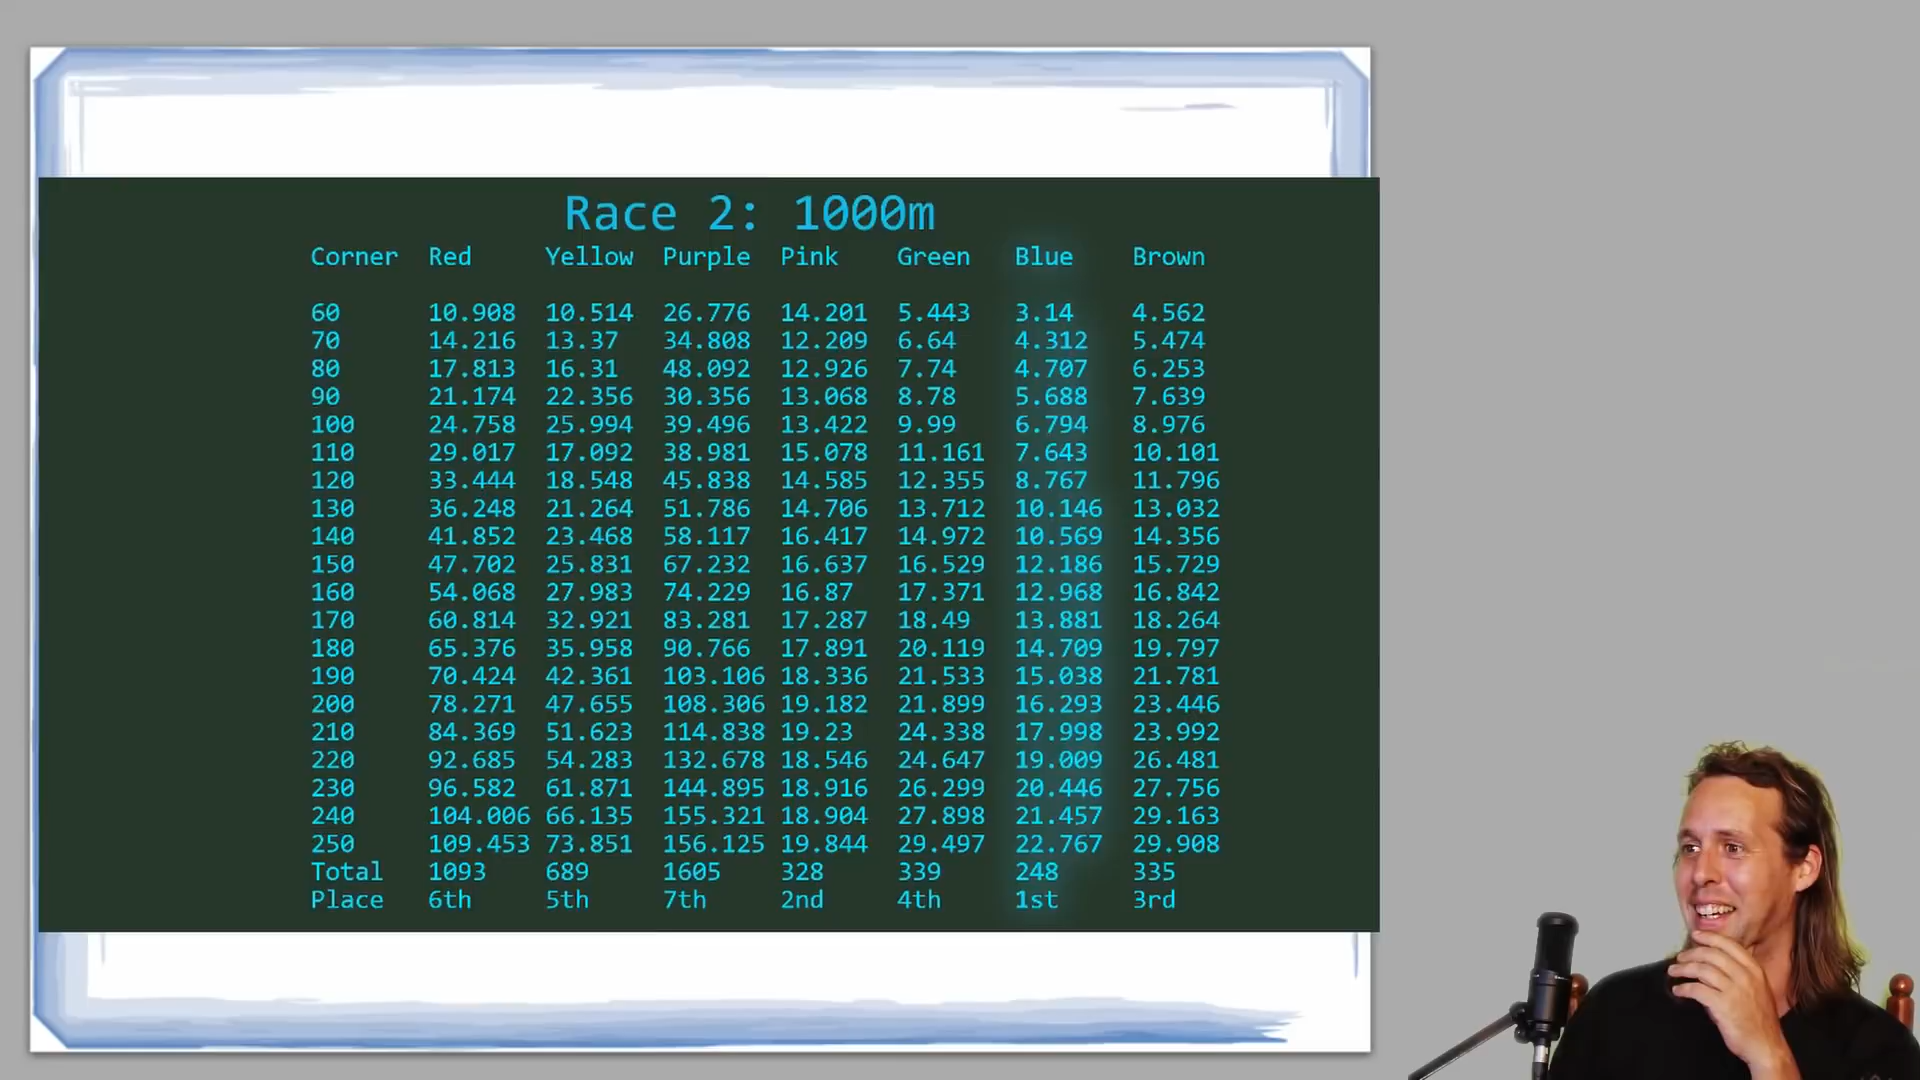 Race 2: 1000m
Corner Red Yellow Purple Pink Green Blue Brown
60 10.908 10.514 26.776 14.201 5.443 3.14 4.562
70 14.216 13.37 34.808 12.209 6.64 4.312 5.474
80 17.813 16.31 48.092 12.926 7.74 4.707 6.253
90 21.174 22.356 30.356 13.068 8.78 5.688 7.639
100 24.758 25.994 39.496 13.422 9.99 6.794 8.976
110 29.017 17.092 38.981 15.078 11.161 7.643 10.101
120 33.444 18.548 45.838 14.585 12.355 8.767 11.796
130 36.248 21.264 51.786 14.706 13.712 10.146 13.032
140 41.852 23.468 58.117 16.417 14.972 10.569 14.356
150 47.702 25.831 67.232 16.637 16.529 12.186 15.729
160 54.068 27.983 74.229 16.87 17.371 12.968 16.842
170 60.814 32.921 83.281 17.287 18.49 13.881 18.264
180 65.376 35.958 90.766 17.891 20.119 14.709 19.797
190 70.424 42.361 103.106 18.336 21.533 15.038 21.781
200 78.271 47.655 108.306 19.182 21.899 16.293 23.446
210 84.369 51.623 114.838 19.23 24.338 17.998 23.992
220 92.685 54.283 132.678 18.546 24.647 19.009 26.481
230 96.582 61.871 144.895 18.916 26.299 20.446 27.756
240 104.006 66.135 155.321 18.904 27.898 21.457 29.163
250 109.453 73.851 156.125 19.844 29.497 22.767 29.908
Total 1093 689 1605 328 339 248 335
Place 6th 5th 7th 2nd 4th 1st 3rd